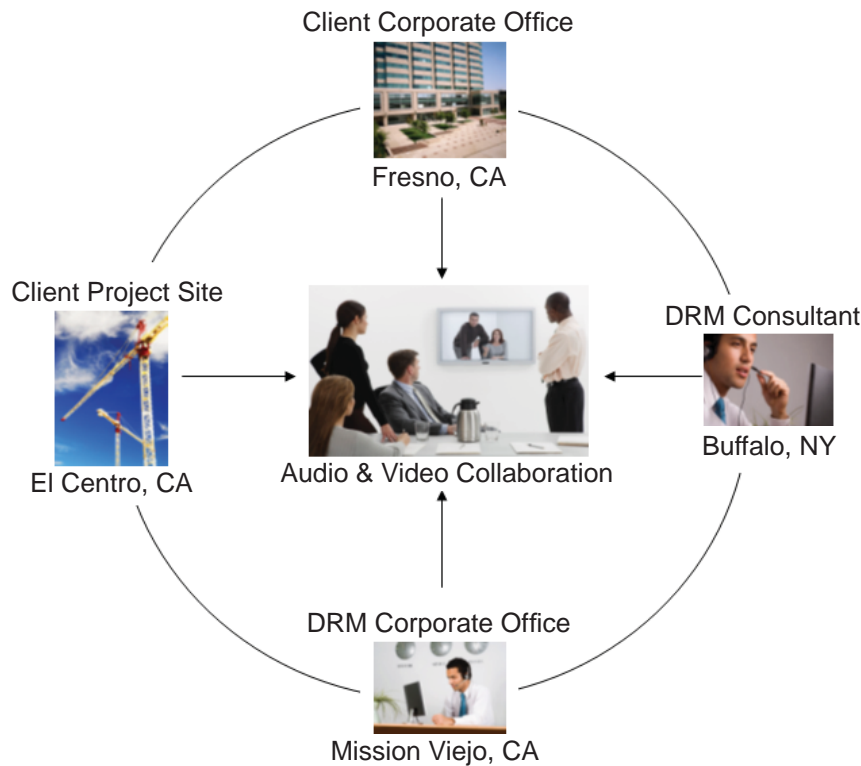 Client Corporate Office
Fresno, CA
Client Project Site
El Centro, CA
Audio & Video Collaboration
DRM Consultant
Buffalo, NY
DRM Corporate Office
Mission Viejo, CA